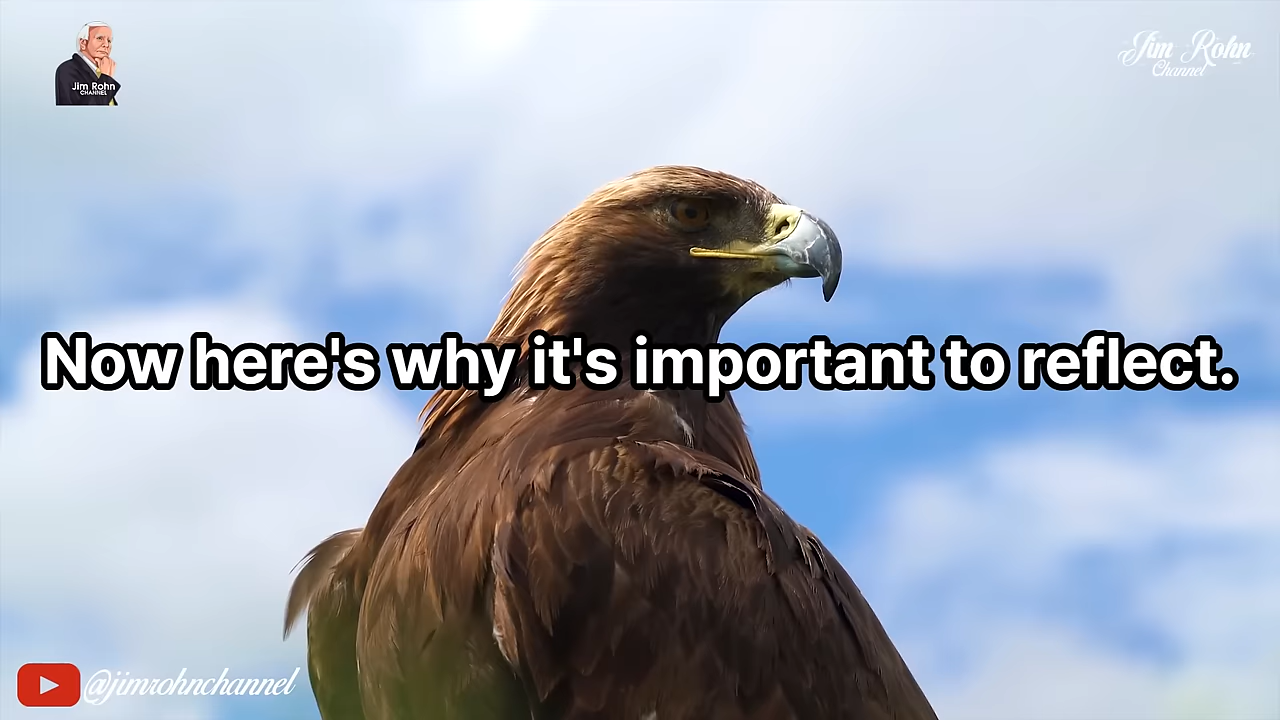 Jim Rohn
CHANNEL
Jim Rohn
Channel
Now here's why it's important to reflect.
@jimrohnchannel